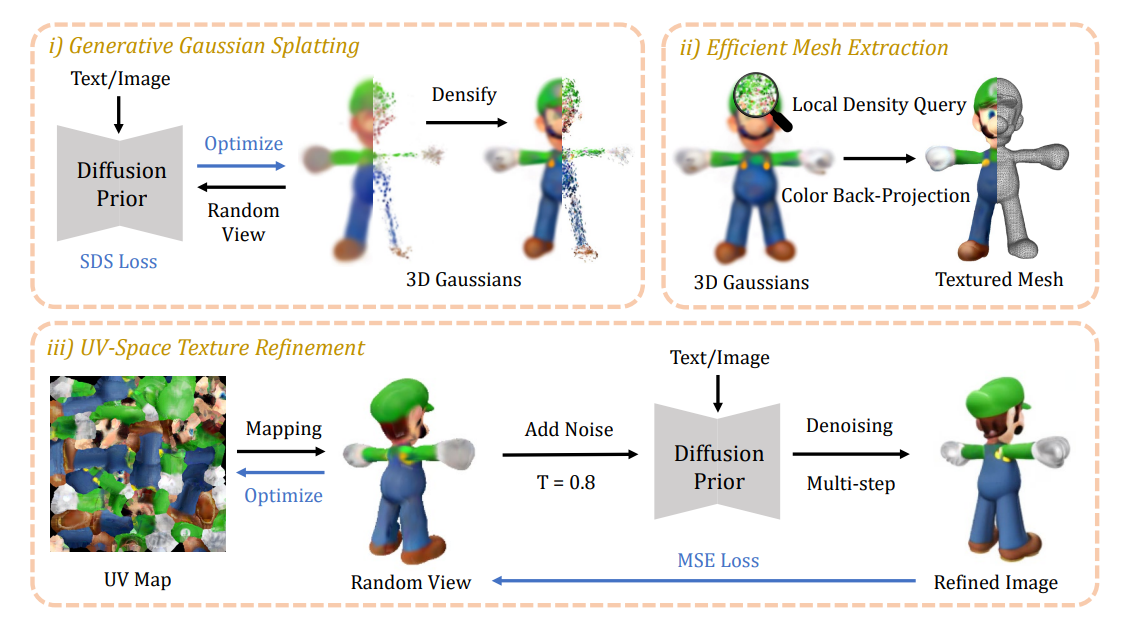 i) Generative Gaussian Splatting
Text/Image
Diffusion
Prior
SDS Loss
Optimize
Random
View
Densify
3D Gaussians
ii) Efficient Mesh Extraction
Local Density Query
Color Back-Projection
3D Gaussians
Textured Mesh
iii) UV-Space Texture Refinement
UV Map
Mapping
Optimize
Random View
Add Noise
T = 0.8
Text/Image
Diffusion
Prior
Denoising
Multi-step
MSE Loss
Refined Image